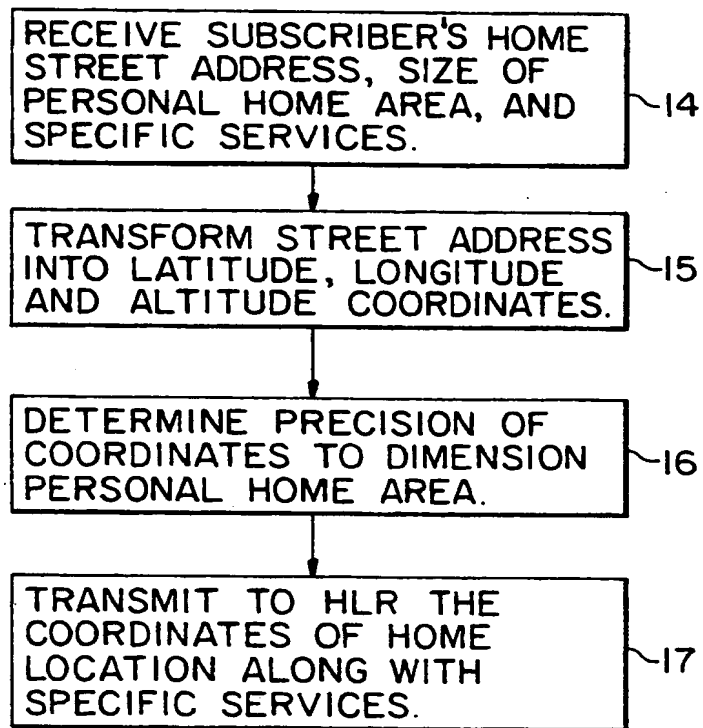 RECEIVE SUBSCRIBER'S HOME
STREET ADDRESS, SIZE OF
PERSONAL HOME AREA, AND
SPECIFIC SERVICES.
14
TRANSFORM STREET ADDRESS
INTO LATITUDE, LONGITUDE
AND ALTITUDE COORDINATES.
15
DETERMINE PRECISION OF
COORDINATES TO DIMENSION
PERSONAL HOME AREA.
16
TRANSMIT TO HLR THE
COORDINATES OF HOME
LOCATION ALONG WITH
SPECIFIC SERVICES.
17